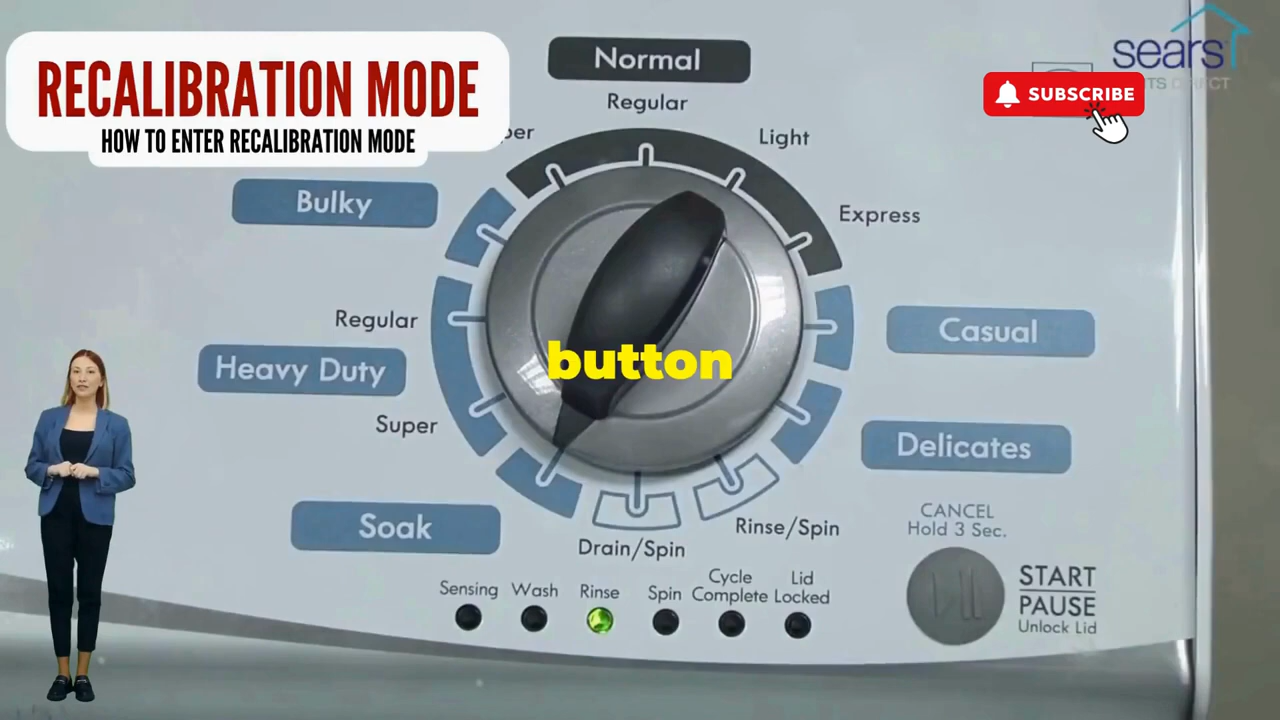 RECALIBRATION MODE
HOW TO ENTER RECALIBRATION MODE
sears
DIRECT
SUBSCRIBE
Normal
Regular
Light
Express
Bulky
Regular
Heavy Duty
Super
Soak
Casual
Delicates
button
Rinse/Spin
Drain/Spin
CANCEL
Hold 3 Sec.
START
PAUSE
Unlock Lid
Sensing
Wash
Rinse
Spin
Cycle
Complete
Lid
Locked